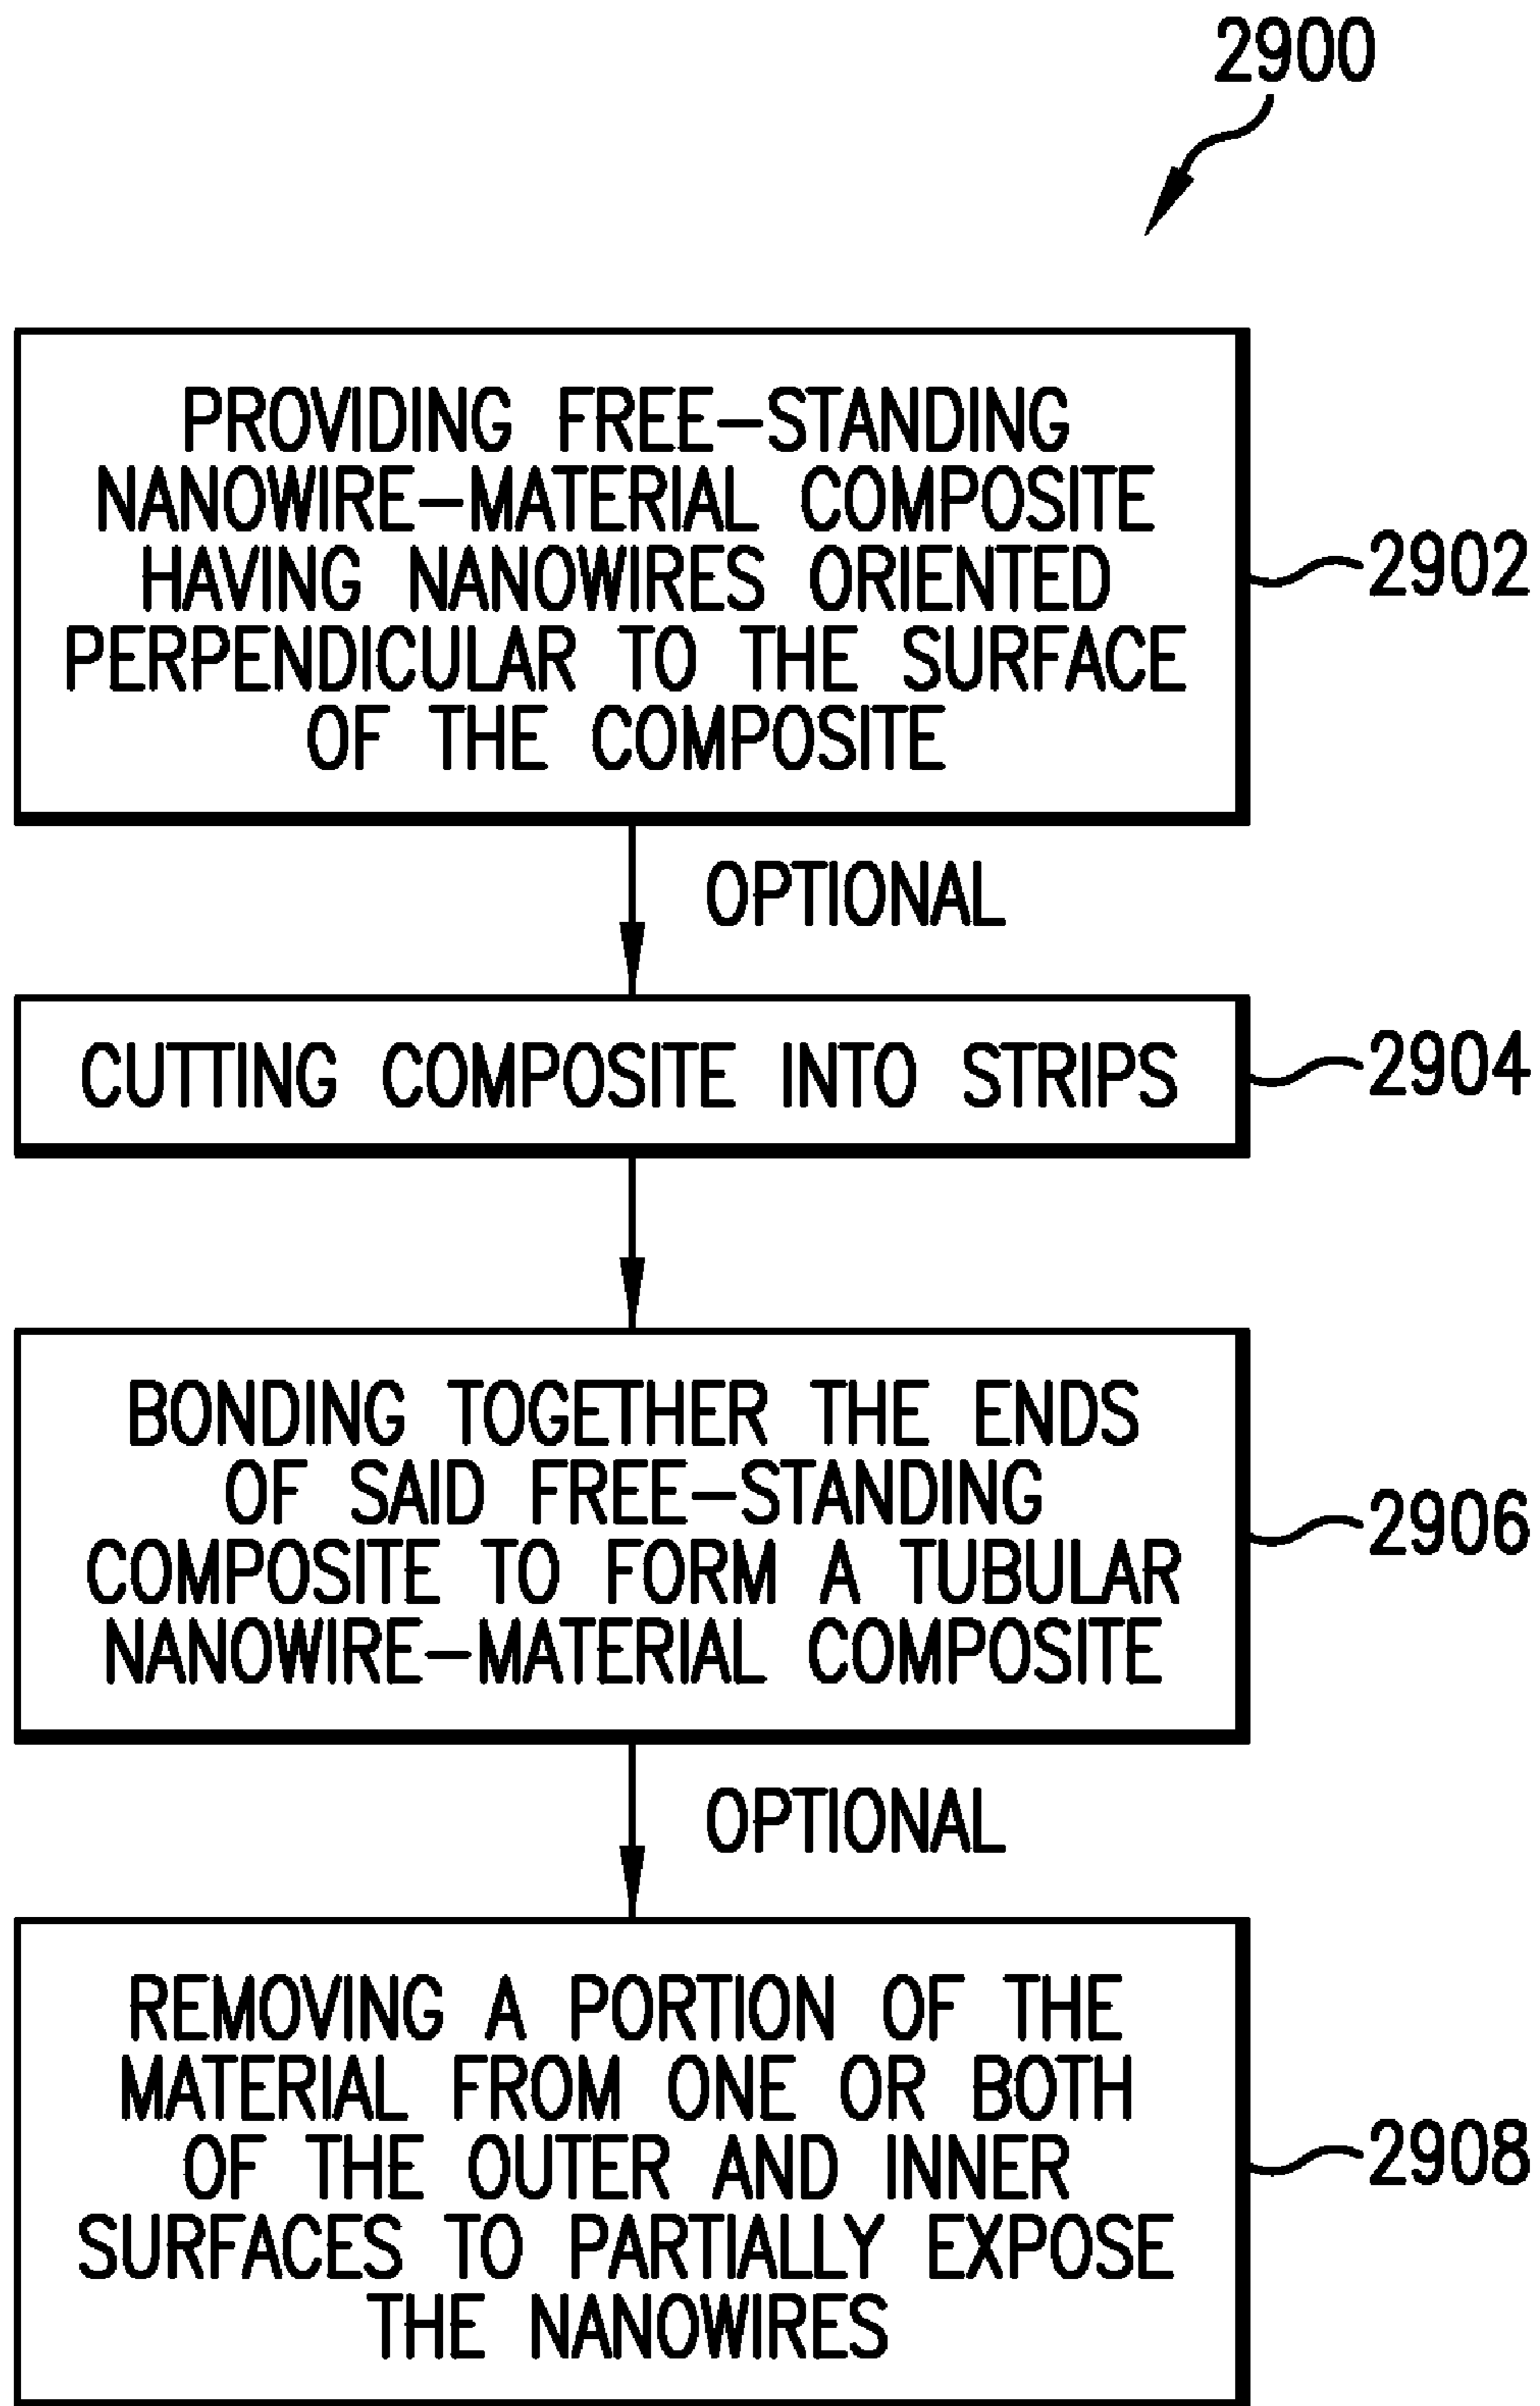 2900
PROVIDING FREE-STANDING
NANOWIRE-MATERIAL COMPOSITE
HAVING NANOWIRES ORIENTED
PERPENDICULAR TO THE SURFACE
OF THE COMPOSITE
2902
OPTIONAL
CUTTING COMPOSITE INTO STRIPS
2904
BONDING TOGETHER THE ENDS
OF SAID FREE-STANDING
COMPOSITE TO FORM A TUBULAR
NANOWIRE-MATERIAL COMPOSITE
2906
OPTIONAL
REMOVING A PORTION OF THE
MATERIAL FROM ONE OR BOTH
OF THE OUTER AND INNER
SURFACES TO PARTIALLY EXPOSE
THE NANOWIRES
2908